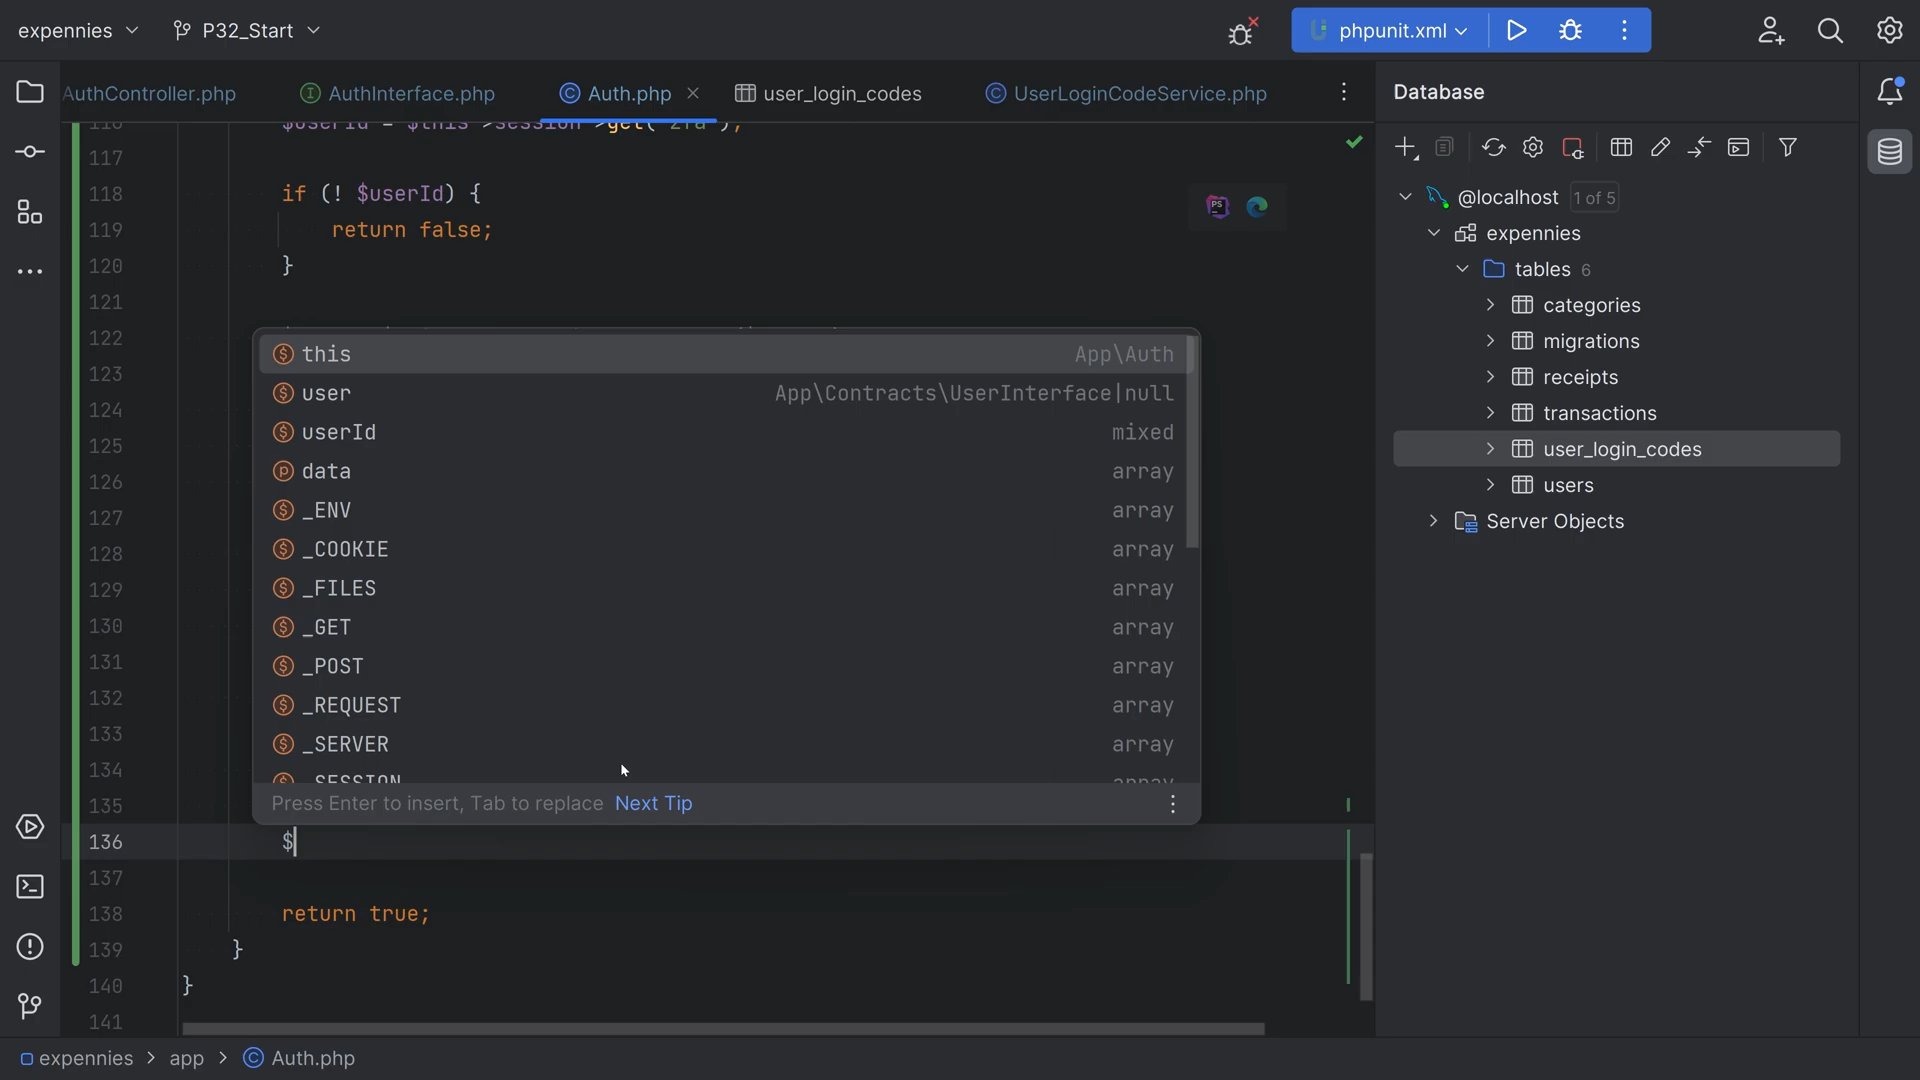 expennies
P32_Start
phpunit.xml
AuthController.php
AuthInterface.php
Auth.php
user_login_codes
UserLoginCodeService.php
Database
117
118 if (! $userId) {
119 return false;
120 }
121
122
123
124
125
126
127
128
129
130
131
132
133
134
135
136 $
137
138 return true;
139 }
140 }
141
PS
this App\Auth
user App\Contracts\UserInterface|null
userId mixed
data array
_ENV array
_COOKIE array
_FILES array
_GET array
_POST array
_REQUEST array
_SERVER array
Press Enter to insert, Tab to replace Next Tip
@localhost 1 of 5
expennies
tables 6
categories
migrations
receipts
transactions
user_login_codes
users
Server Objects
expennies > app > Auth.php